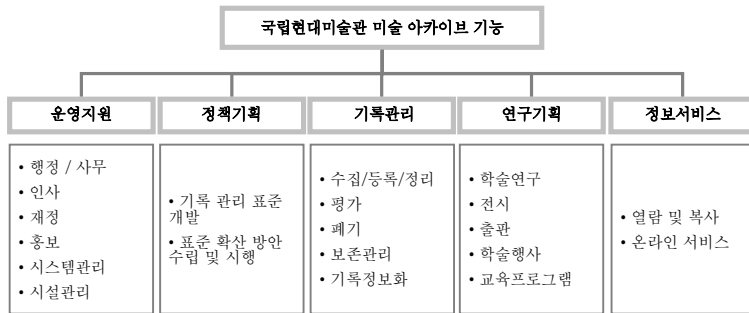 국립현대미술관 미술 아카이브 기능
운영지원
정책기획
기록관리
연구기획
정보서비스
• 행정 / 사무
• 인사
• 재정
• 홍보
• 시스템관리
• 시설관리
• 기록 관리 표준
개발
• 표준 확산 방안
수립 및 시행
• 수집/등록/정리
• 평가
• 폐기
• 보존관리
• 기록정보화
• 학술연구
• 전시
• 출판
• 학술행사
• 교육프로그램
• 열람 및 복사
• 온라인 서비스